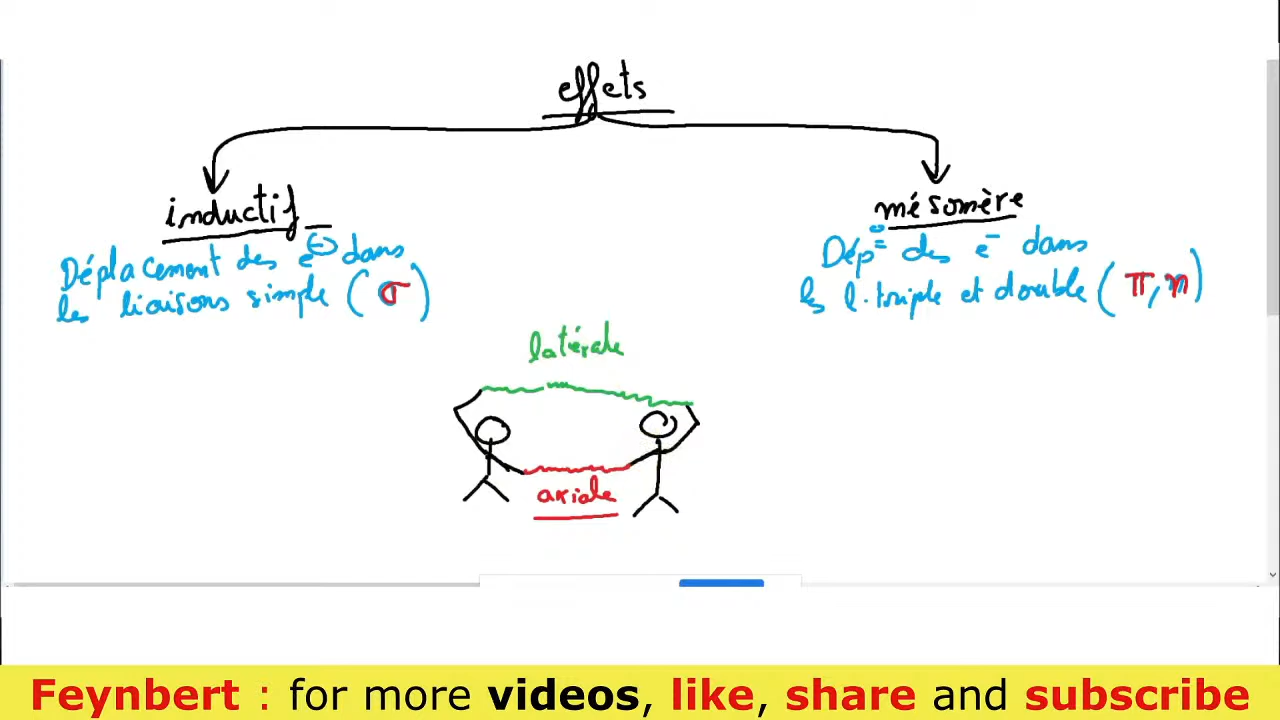 effets
inductif
mésomère
Déplacement des e⊖ dans
les liaisons simple (σ)
Dép= des e⁻ dans
les l.triple et double (π, n)
latérale
axiale
Feynbert : for more videos, like, share and subscribe